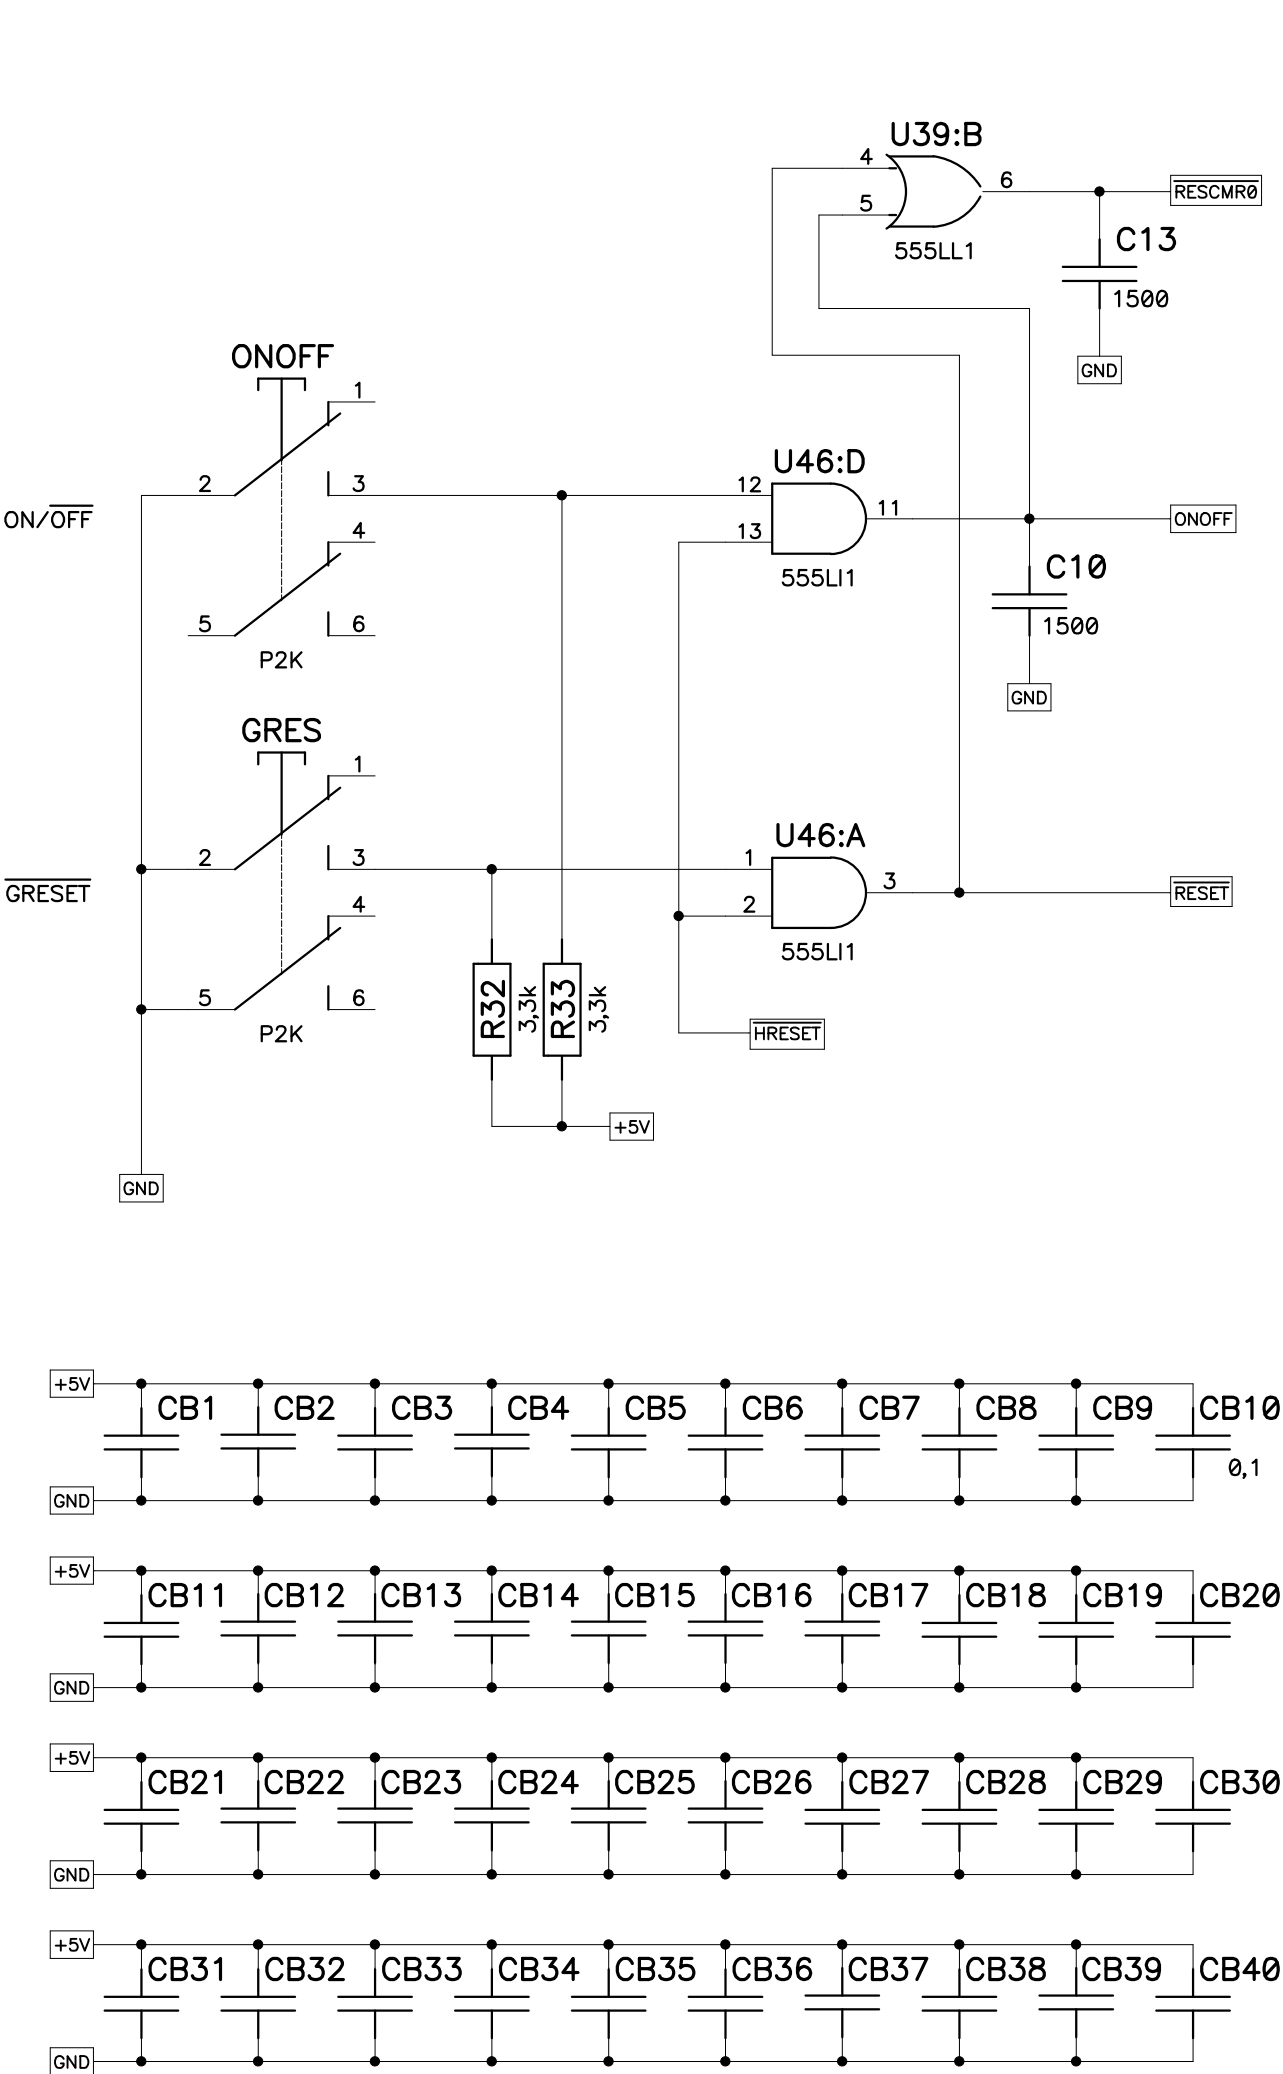 U39:B
4
5
6
R̅E̅S̅C̅M̅R̅0̅
555LL1
C13
1500
GND
ONOFF
1
2
3
ON/O̅F̅F̅
4
5
6
P2K
U46:D
12
13
11
ONOFF
555LI1
C10
1500
GND
GRES
1
2
3
G̅R̅E̅S̅E̅T̅
4
5
6
P2K
U46:A
1
2
3
R̅E̅S̅E̅T̅
555LI1
R32
3,3k
R33
3,3k
H̅R̅E̅S̅E̅T̅
+5V
GND
+5V
CB1 CB2 CB3 CB4 CB5 CB6 CB7 CB8 CB9 CB10
0,1
GND
+5V
CB11 CB12 CB13 CB14 CB15 CB16 CB17 CB18 CB19 CB20
GND
+5V
CB21 CB22 CB23 CB24 CB25 CB26 CB27 CB28 CB29 CB30
GND
+5V
CB31 CB32 CB33 CB34 CB35 CB36 CB37 CB38 CB39 CB40
GND